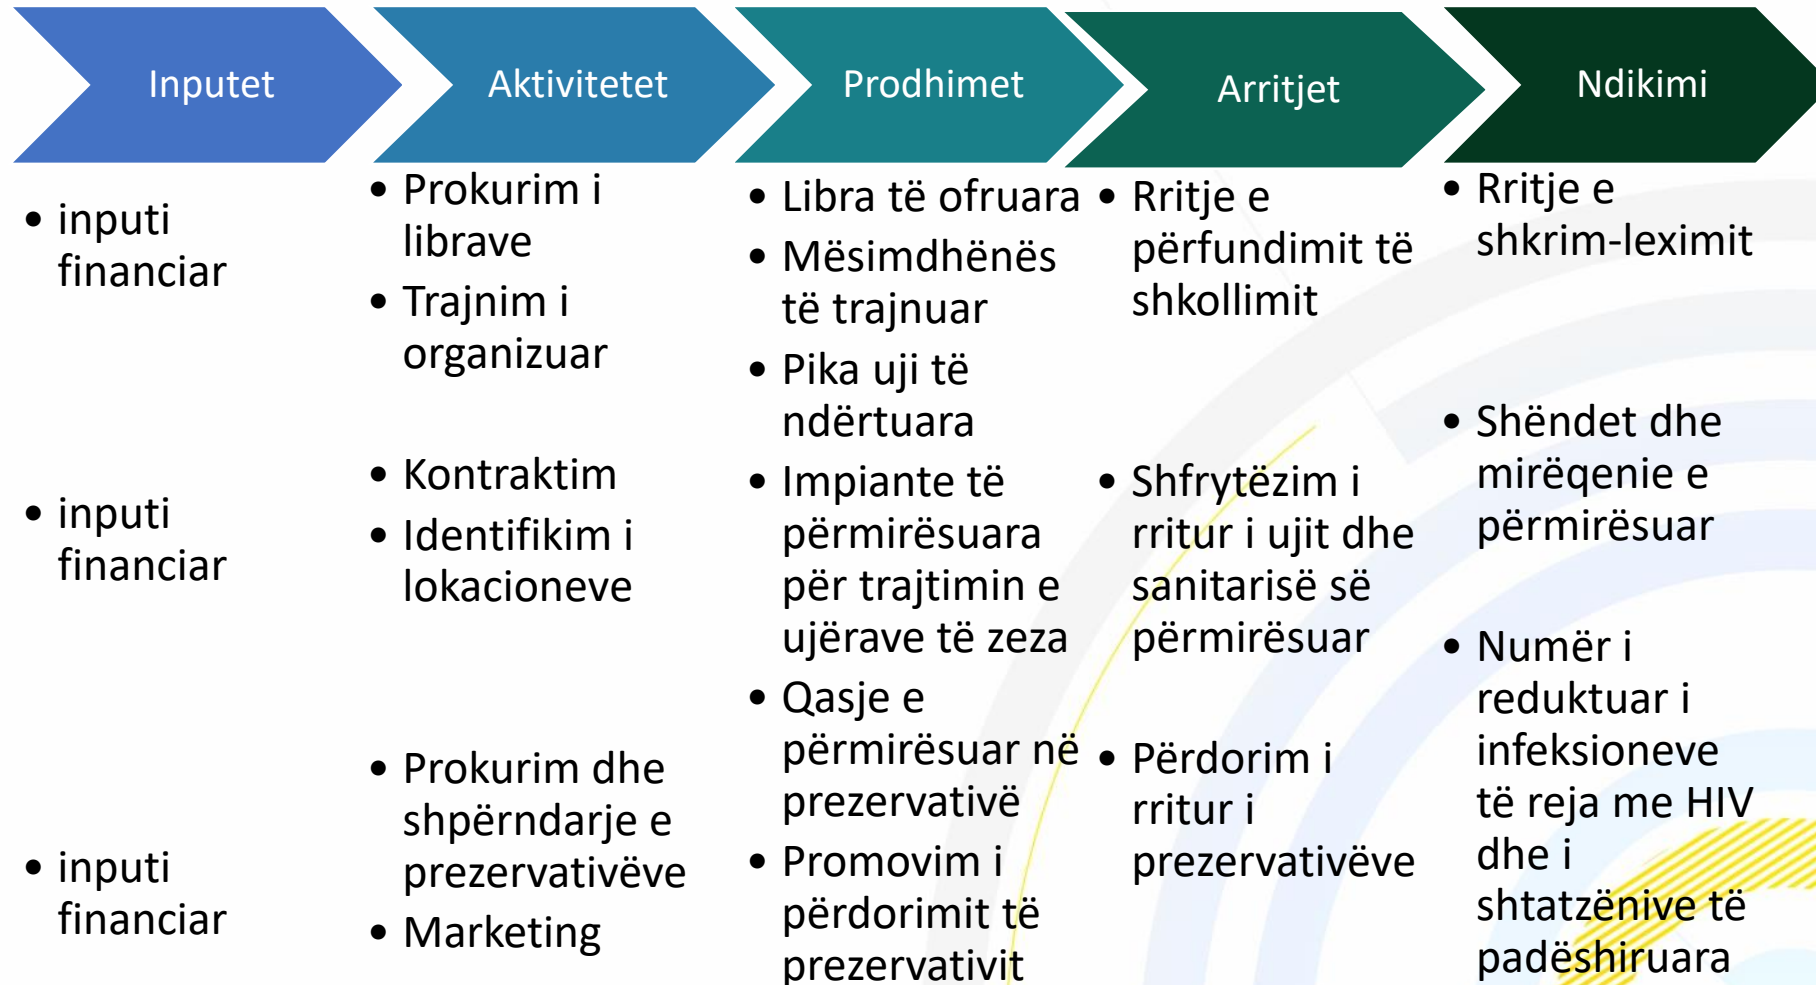 Inputet
Aktivitetet
Prodhimet
Arritjet
Ndikimi
• inputi
financiar
• inputi
financiar
• inputi
financiar
• Prokurim i
librave
• Trajnim i
organizuar
• Kontraktim
• Identifikim i
lokacioneve
• Prokurim dhe
shpërndarje e
prezervativëve
• Marketing
• Libra të ofruara
• Mësimdhënës
të trajnuar
• Pika uji të
ndërtuara
• Impiante të
përmirësuara
për trajtimin e
ujërave të zeza
• Qasje e
përmirësuar në
prezervativë
• Promovim i
përdorimit të
prezervativit
• Rritje e
përfundimit të
shkollimit
• Shfrytëzim i
rritur i ujit dhe
sanitarisë së
përmirësuar
• Përdorim i
rritur i
prezervativëve
• Rritje e
shkrim-leximit
• Shëndet dhe
mirëqenie e
përmirësuar
• Numër i
reduktuar i
infeksioneve
të reja me HIV
dhe i
shtatzënive të
padëshiruara